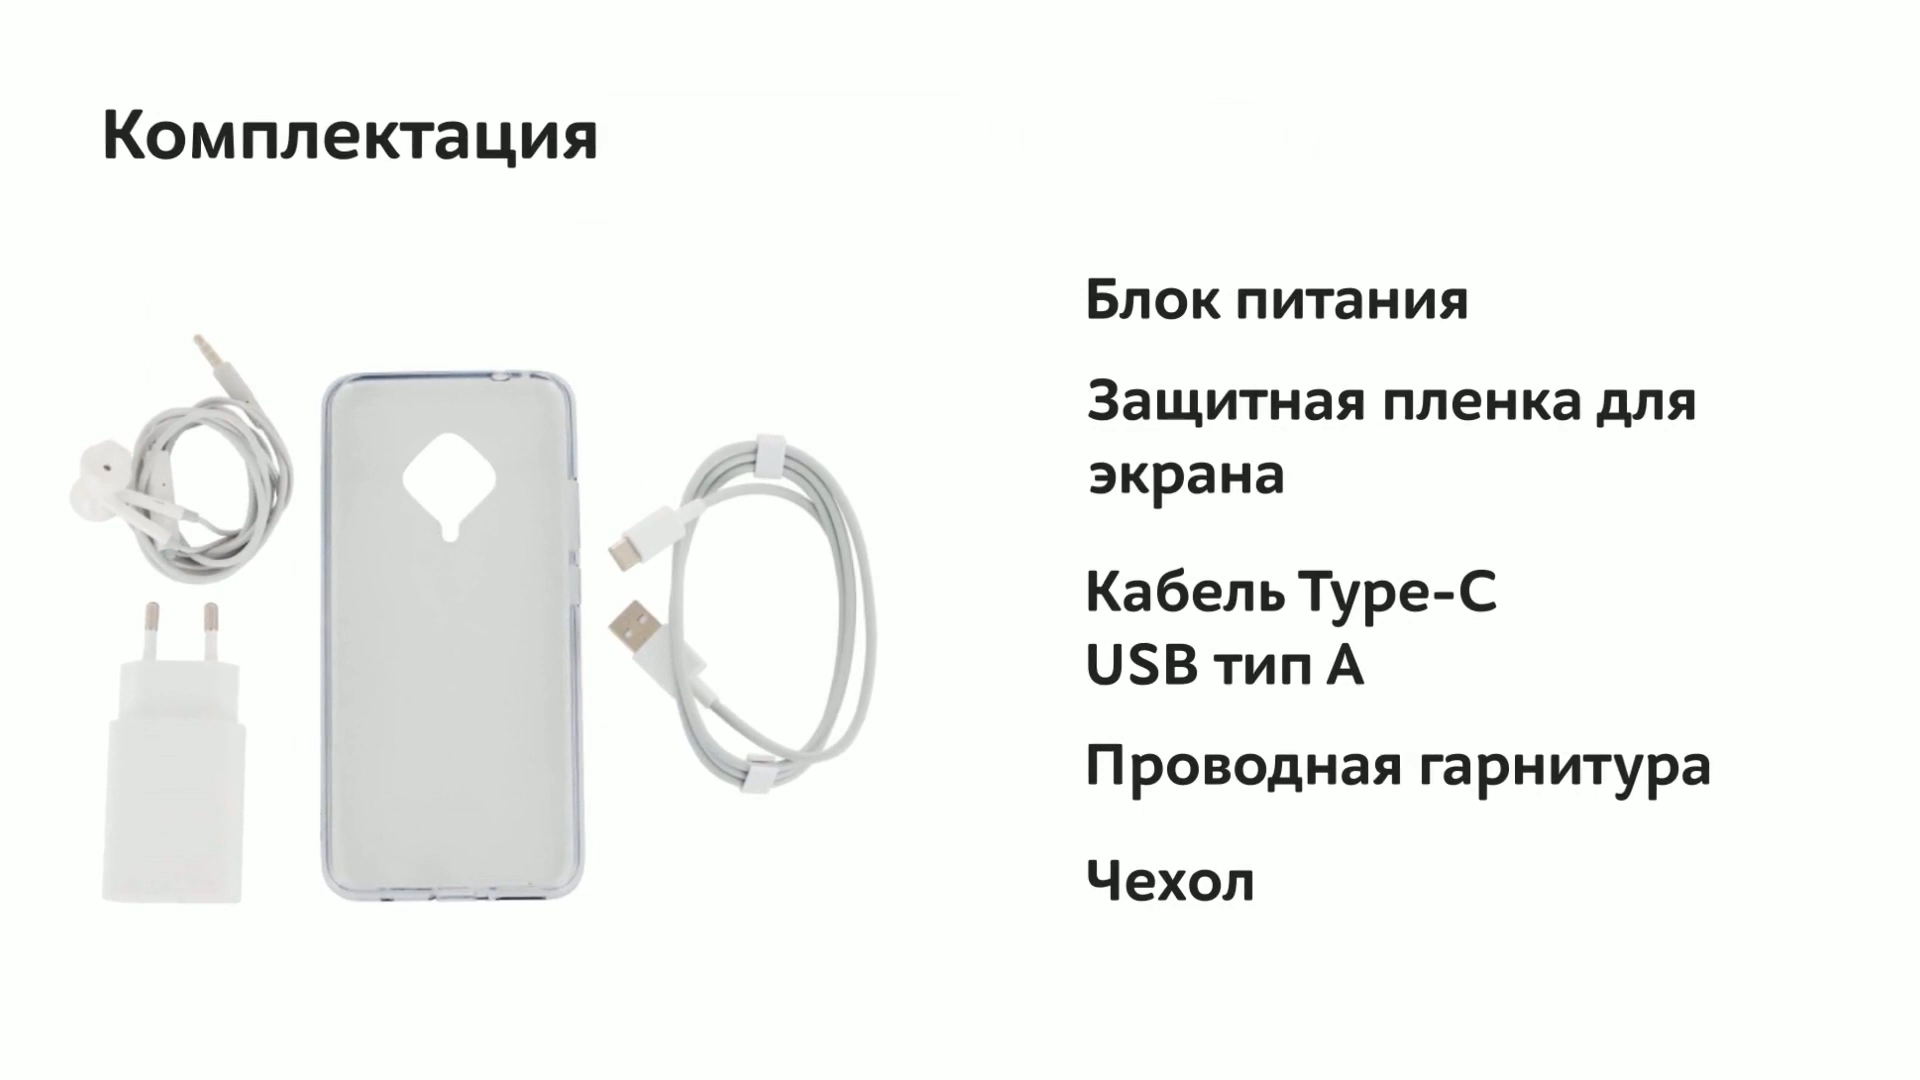 Комплектация
Блок питания
Защитная пленка для
экрана
Кабель Type-C
USB тип A
Проводная гарнитура
Чехол